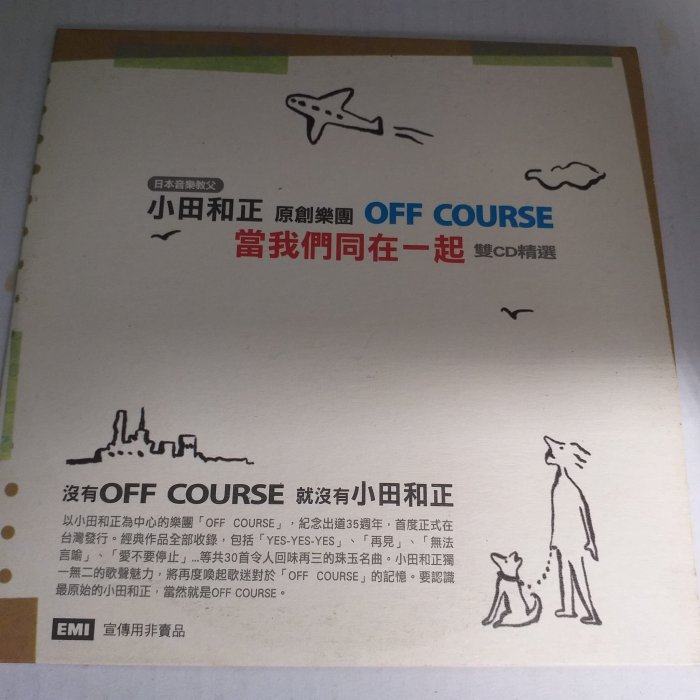 日本音樂教父
小田和正 原創樂團 OFF COURSE
當我們同在一起 雙CD精選
沒有OFF COURSE 就沒有小田和正
以小田和正為中心的樂團「OFF COURSE」，紀念出道35週年，首度正式在
台灣發行。經典作品全部收錄，包括「YES-YES-YES」、「再見」、「無法
言喻」、「愛不要停止」...等共30首令人回味再三的珠玉名曲。小田和正獨
一無二的歌聲魅力，將再度喚起歌迷對於「OFF COURSE」的記憶。要認識
最原始的小田和正，當然就是OFF COURSE。
EMI 宣傳用非賣品